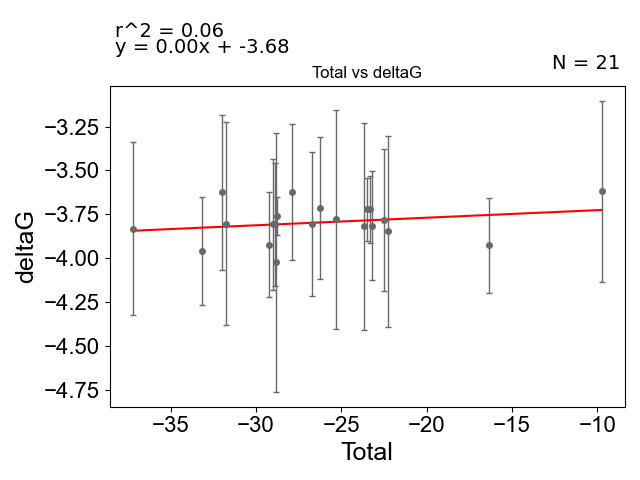 r^2 = 0.06
y = 0.00x + -3.68
N = 21
Total vs deltaG
−3.25
−3.50
−3.75
−4.00
−4.25
−4.50
−4.75
deltaG
−35 −30 −25 −20 −15 −10
Total